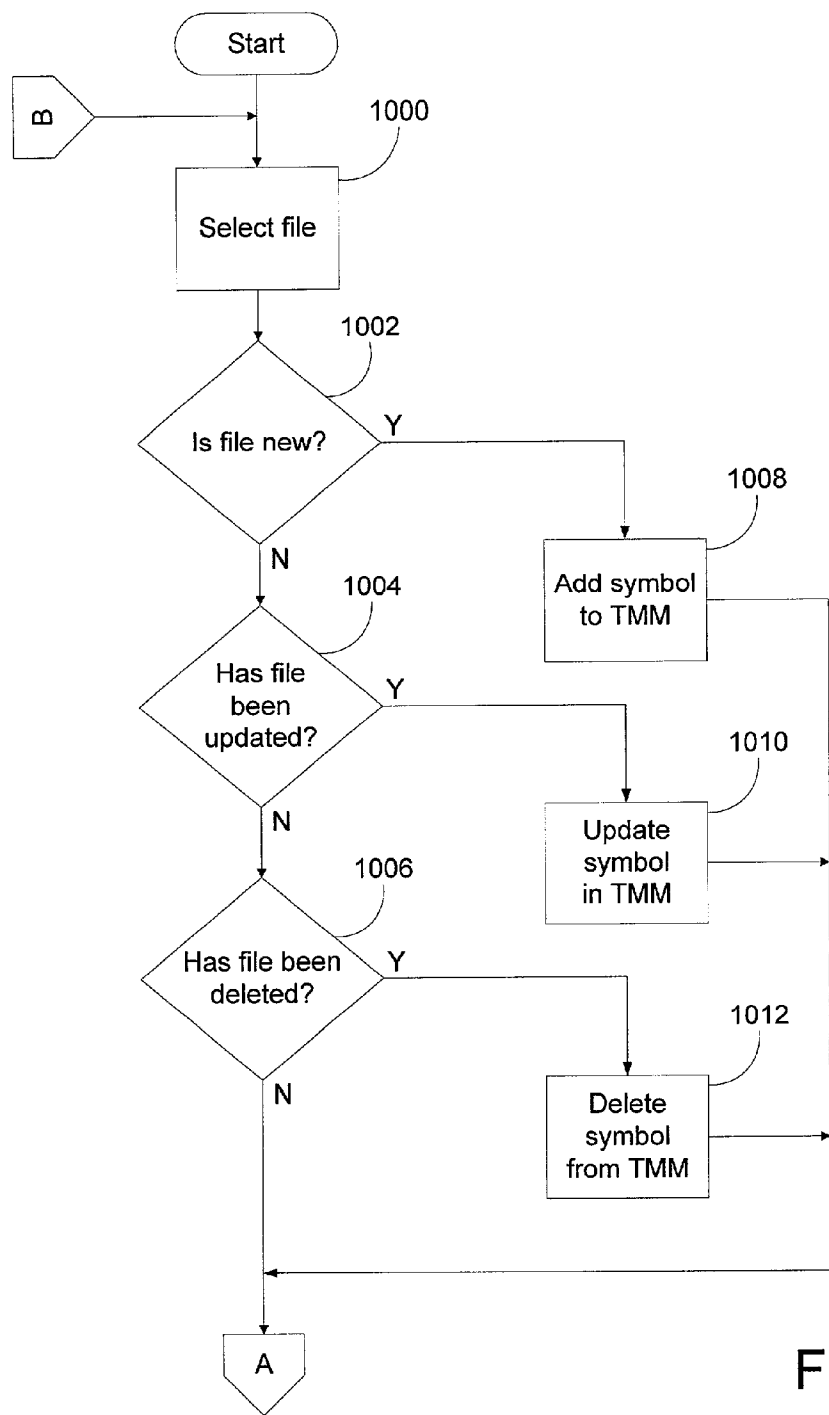 Start
B
1000
Select file
1002
Is file new?
Y
N
1008
Add symbol
to TMM
1004
Has file
been
updated?
Y
N
1010
Update
symbol
in TMM
1006
Has file been
deleted?
Y
N
1012
Delete
symbol
from TMM
A
F